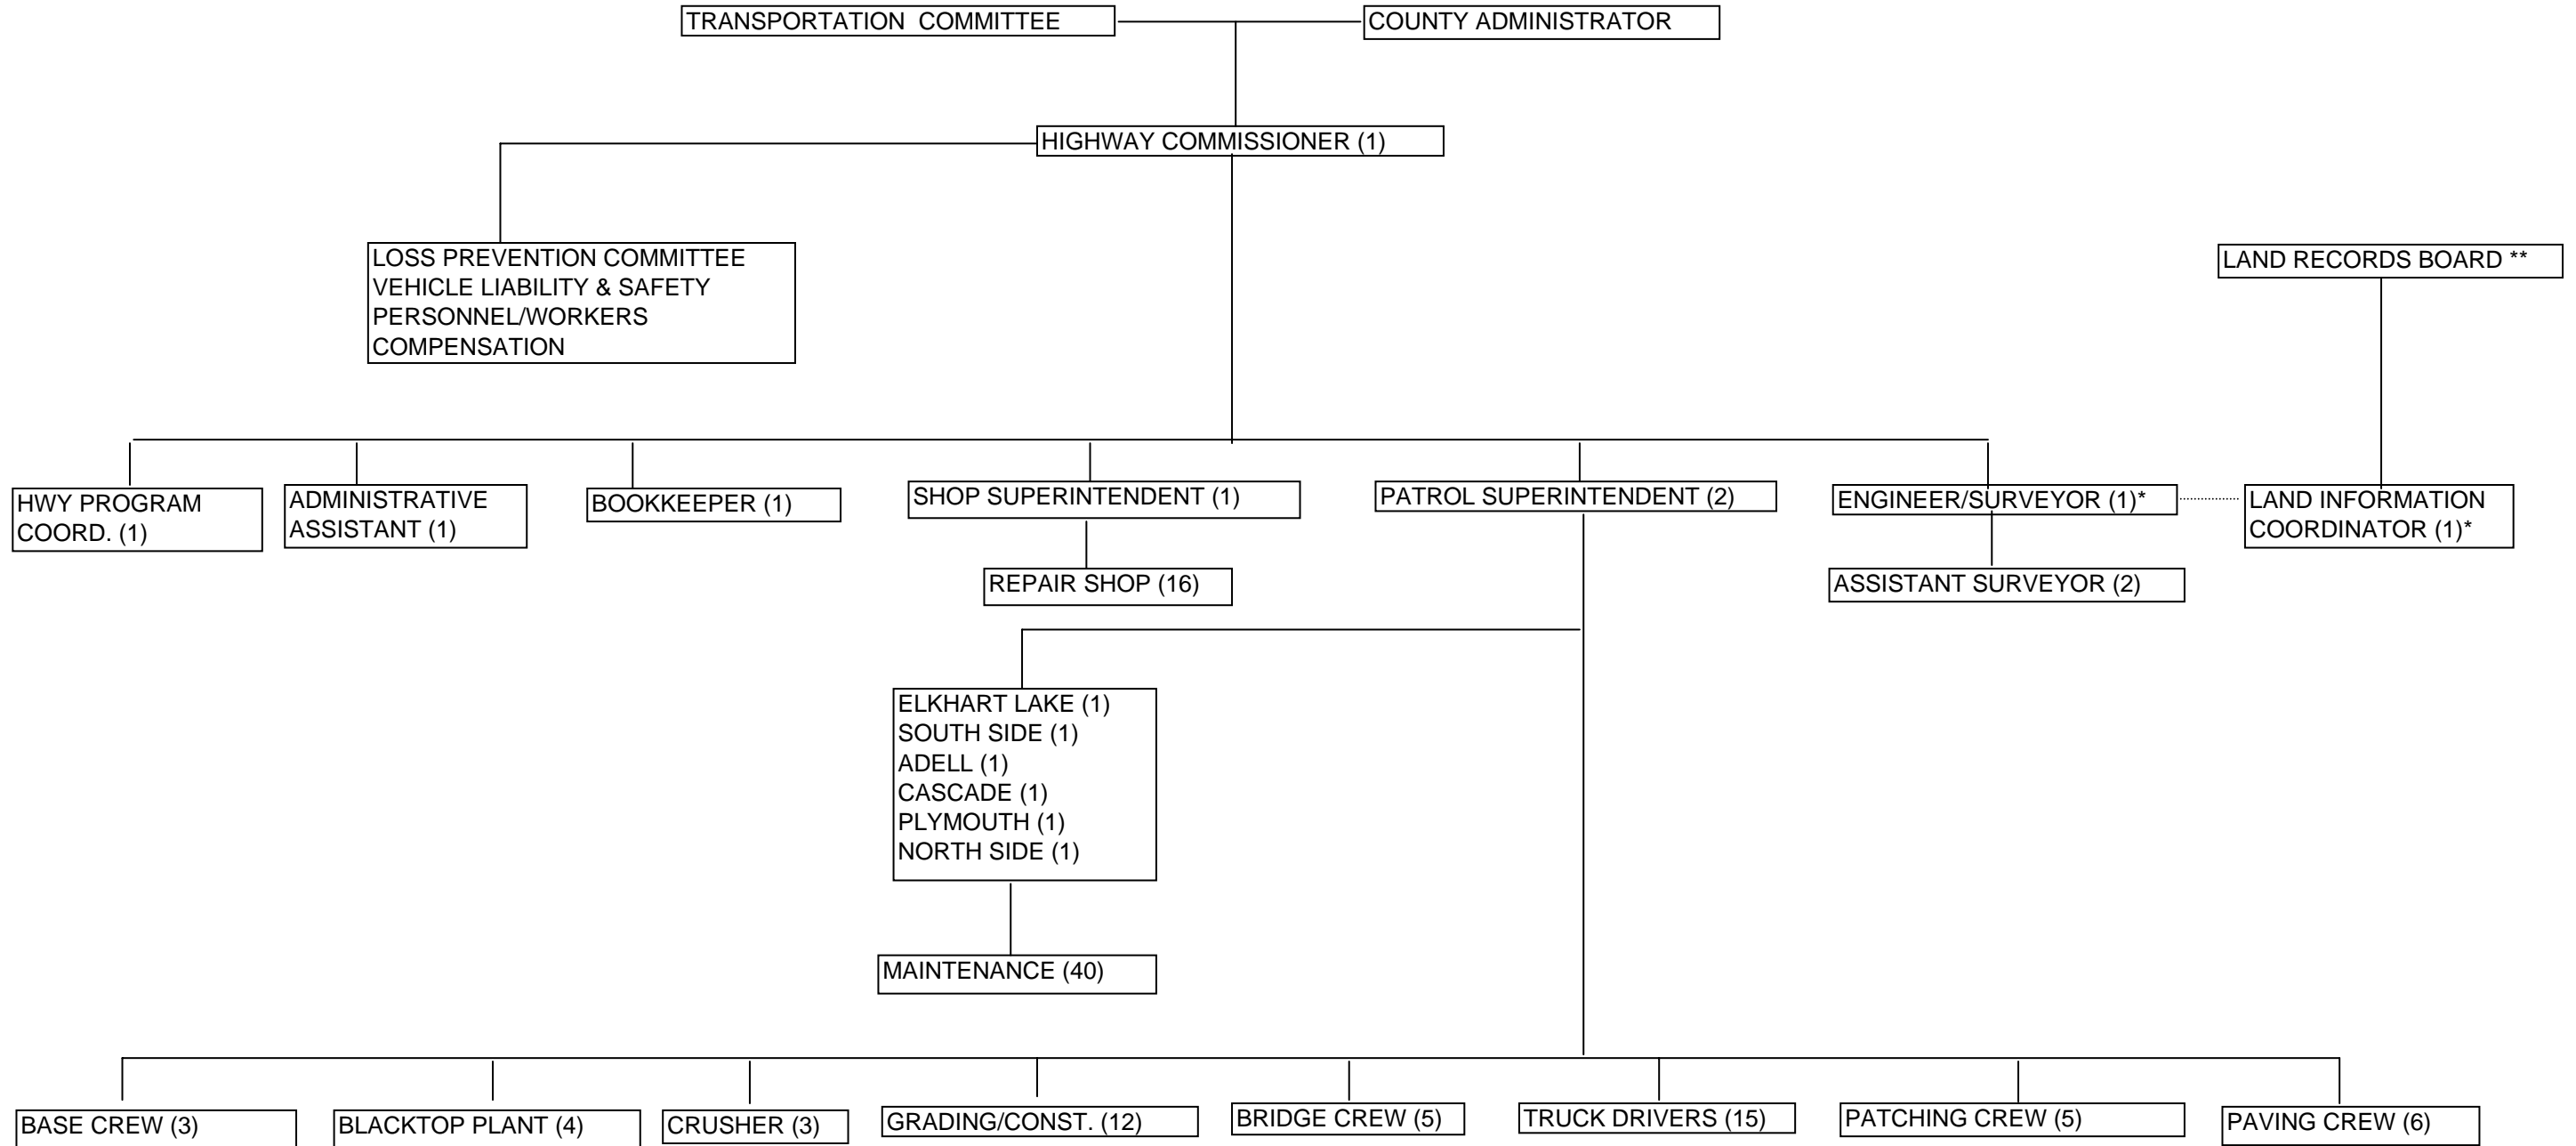 TRANSPORTATION  COMMITTEE
COUNTY ADMINISTRATOR
HIGHWAY COMMISSIONER (1)
LOSS PREVENTION COMMITTEE
VEHICLE LIABILITY & SAFETY
PERSONNEL/WORKERS
COMPENSATION
LAND RECORDS BOARD **
HWY PROGRAM
COORD. (1)
ADMINISTRATIVE
ASSISTANT (1)
BOOKKEEPER (1)
SHOP SUPERINTENDENT (1)
PATROL SUPERINTENDENT (2)
ENGINEER/SURVEYOR (1)*
LAND INFORMATION
COORDINATOR (1)*
REPAIR SHOP (16)
ASSISTANT SURVEYOR (2)
ELKHART LAKE (1)
SOUTH SIDE (1)
ADELL (1)
CASCADE (1)
PLYMOUTH (1)
NORTH SIDE (1)
MAINTENANCE (40)
BASE CREW (3)
BLACKTOP PLANT (4)
CRUSHER (3)
GRADING/CONST. (12)
BRIDGE CREW (5)
TRUCK DRIVERS (15)
PATCHING CREW (5)
PAVING CREW (6)